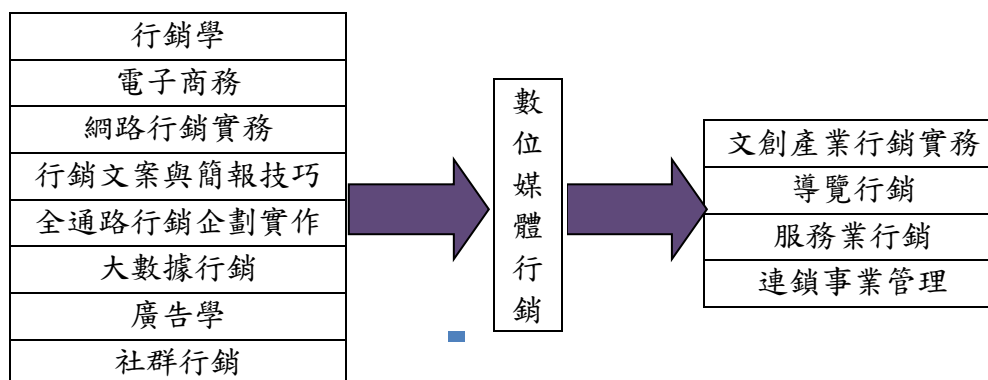 行銷學
電子商務
網路行銷實務
行銷文案與簡報技巧
全通路行銷企劃實作
大數據行銷
廣告學
社群行銷
數位媒體行銷
文創產業行銷實務
導覽行銷
服務業行銷
連鎖事業管理